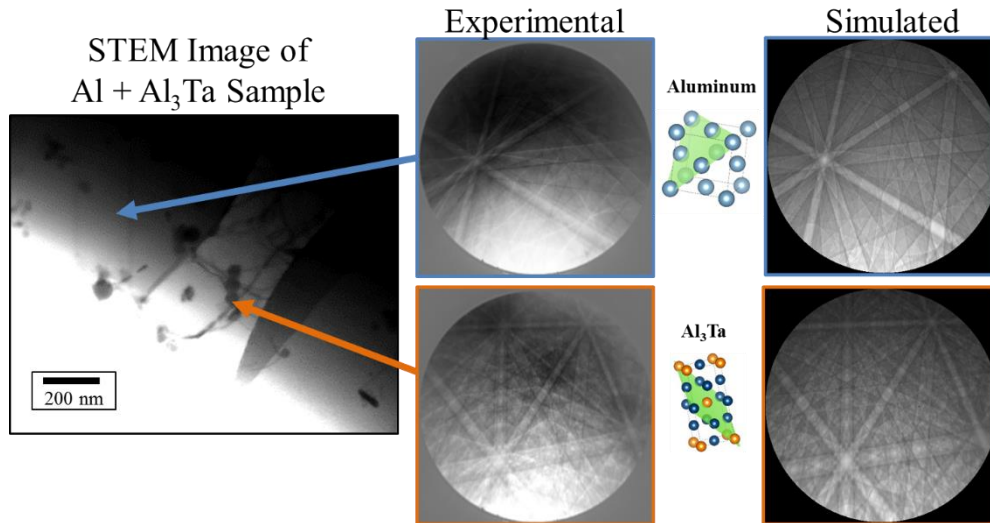 STEM Image of
Al + Al₃Ta Sample
200 nm
Experimental
Simulated
Aluminum
Al₃Ta